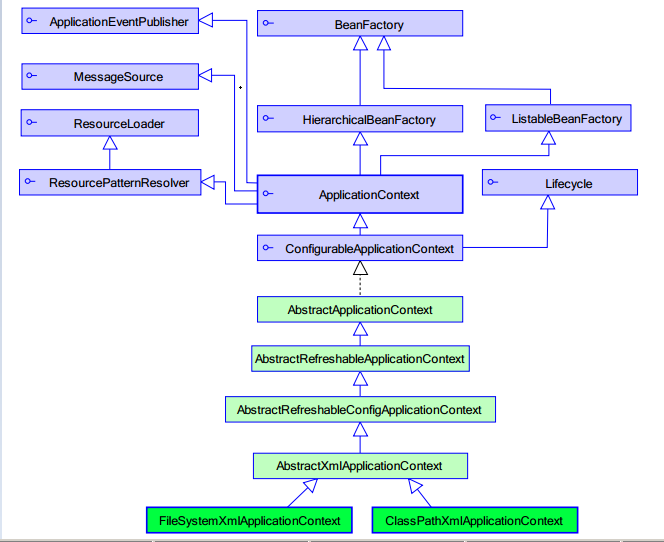 ApplicationEventPublisher
BeanFactory
MessageSource
ResourceLoader
HierarchicalBeanFactory
ListableBeanFactory
ResourcePatternResolver
ApplicationContext
Lifecycle
ConfigurableApplicationContext
AbstractApplicationContext
AbstractRefreshableApplicationContext
AbstractRefreshableConfigApplicationContext
AbstractXmlApplicationContext
FileSystemXmlApplicationContext
ClassPathXmlApplicationContext